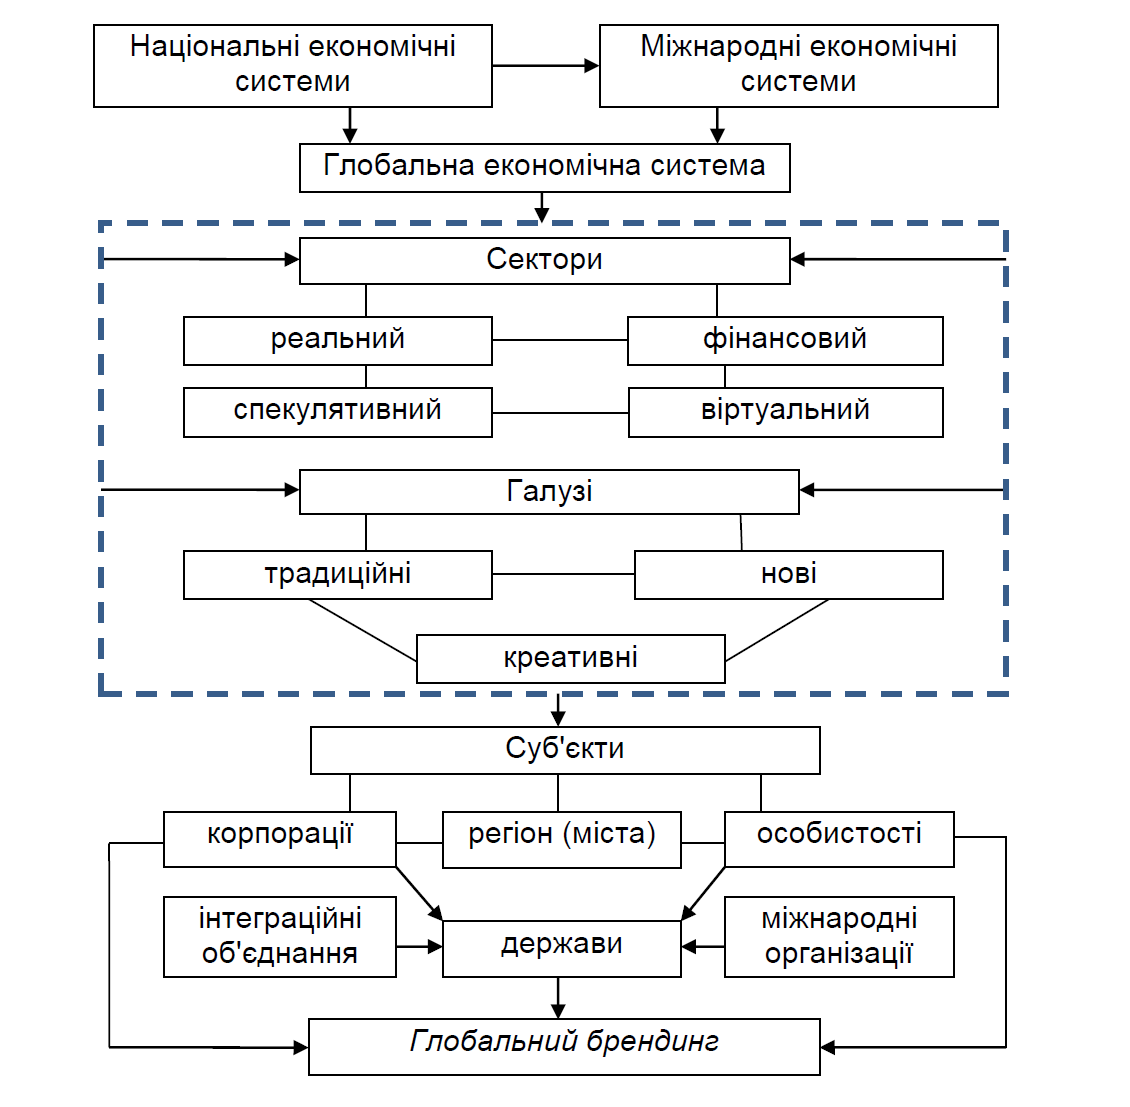 Національні економічні
системи
Міжнародні економічні
системи
Глобальна економічна система
Сектори
реальний
фінансовий
спекулятивний
віртуальний
Галузі
традиційні
нові
креативні
Суб'єкти
корпорації
регіон (міста)
особистості
інтеграційні
об'єднання
держави
міжнародні
організації
Глобальний брендинг